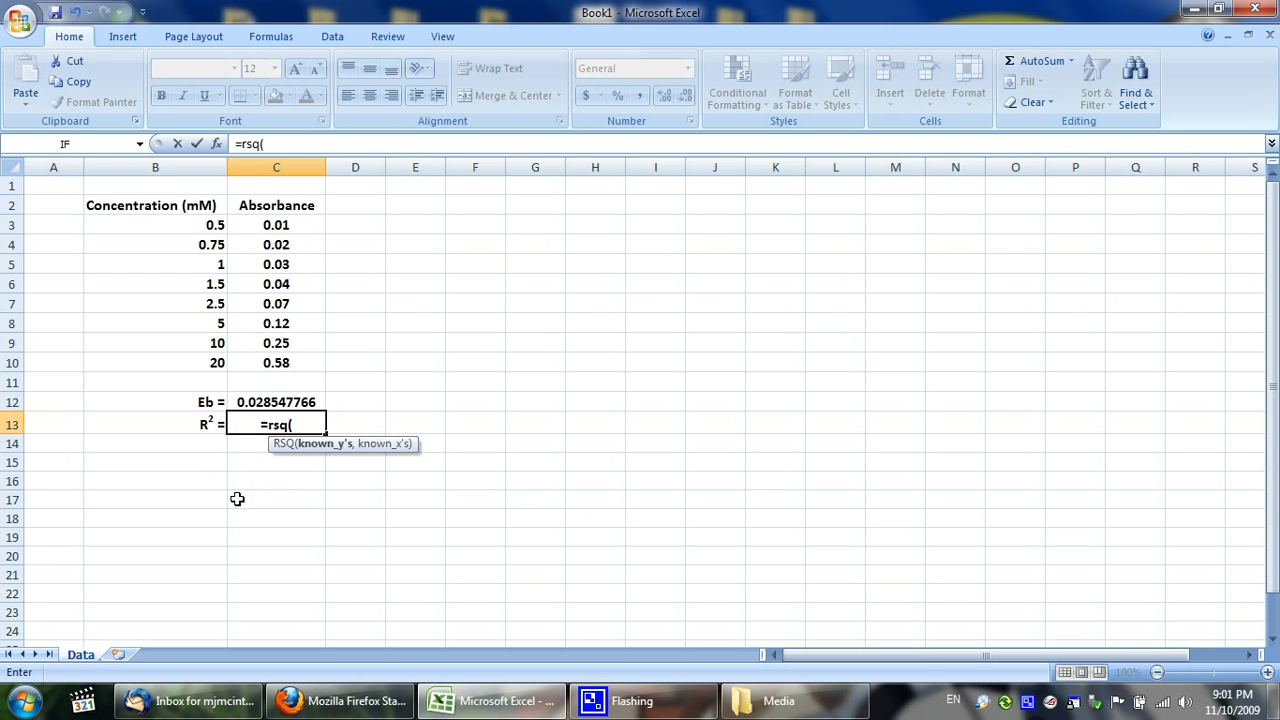 Book1 - Microsoft Excel
Home Insert Page Layout Formulas Data Review View
Paste Cut Copy Format Painter Clipboard
12 Font
Wrap Text Merge & Center Alignment
General $ % , Number
Conditional Formatting Format as Table Cell Styles Styles
Insert Delete Format Cells
AutoSum Fill Clear Sort & Filter Find & Select Editing
IF =rsq(
A B C D E F G H I J K L M N O P Q R S
1
2 Concentration (mM) Absorbance
3 0.5 0.01
4 0.75 0.02
5 1 0.03
6 1.5 0.04
7 2.5 0.07
8 5 0.12
9 10 0.25
10 20 0.58
11
12 Eb = 0.028547766
13 R² = =rsq(
RSQ(known_y's, known_x's)
14
15
16
17
18
19
20
21
22
23
24
Data
Enter 100%
321 Inbox for mjmcint... Mozilla Firefox Sta... Microsoft Excel - ... Flashing Media EN 9:01 PM
11/10/2009